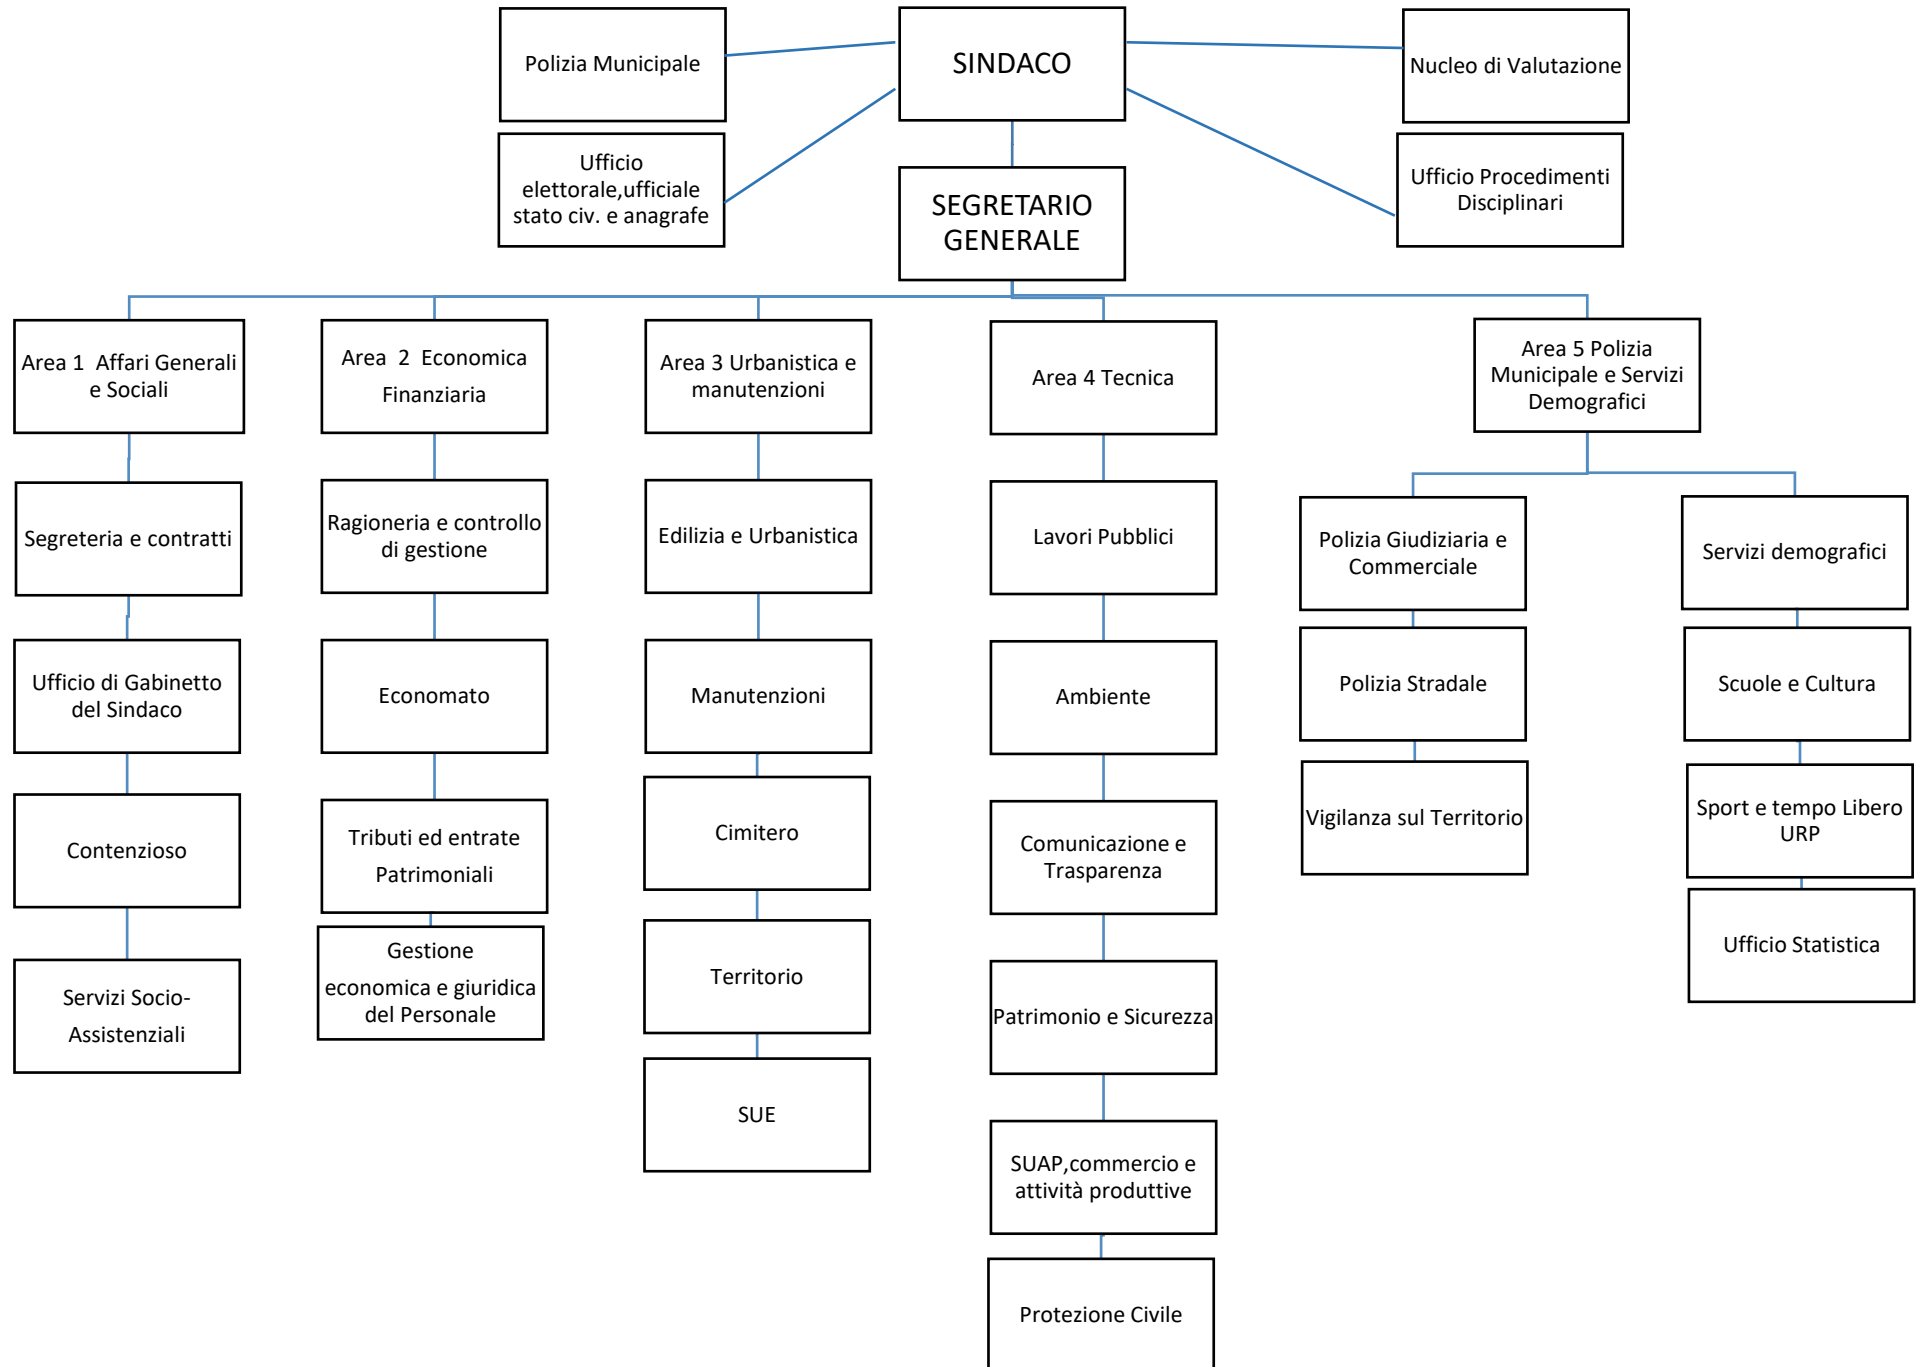 Polizia Municipale
SINDACO
Nucleo di Valutazione
Ufficio
elettorale,ufficiale
stato civ. e anagrafe
SEGRETARIO
GENERALE
Ufficio Procedimenti
Disciplinari
Area 1  Affari Generali
e Sociali
Area  2  Economica
Finanziaria
Area 3 Urbanistica e
manutenzioni
Area 4 Tecnica
Area 5 Polizia
Municipale e Servizi
Demografici
Segreteria e contratti
Ragioneria e controllo
di gestione
Edilizia e Urbanistica
Lavori Pubblici
Polizia Giudiziaria e
Commerciale
Servizi demografici
Ufficio di Gabinetto
del Sindaco
Economato
Manutenzioni
Ambiente
Polizia Stradale
Scuole e Cultura
Contenzioso
Tributi ed entrate
Patrimoniali
Cimitero
Comunicazione e
Trasparenza
Vigilanza sul Territorio
Sport e tempo Libero
URP
Servizi Socio-
Assistenziali
Gestione
economica e giuridica
del Personale
Territorio
Patrimonio e Sicurezza
Ufficio Statistica
SUE
SUAP,commercio e
attività produttive
Protezione Civile